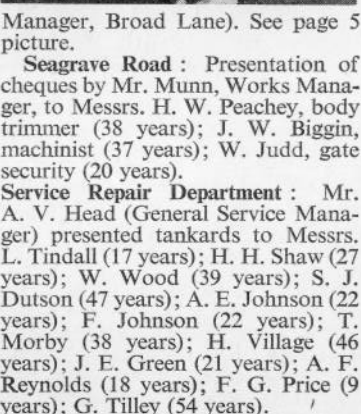 Manager, Broad Lane). See page 5
picture.
Seagrave Road : Presentation of
cheques by Mr. Munn, Works Mana-
ger, to Messrs. H. W. Peachey, body
trimmer (38 years); J. W. Biggin,
machinist (37 years); W. Judd, gate
security (20 years).
Service Repair Department : Mr.
A. V. Head (General Service Mana-
ger) presented tankards to Messrs.
L. Tindall (17 years); H. H. Shaw (27
years); W. Wood (39 years); S. J.
Dutson (47 years); A. E. Johnson (22
years); F. Johnson (22 years); T.
Morby (38 years); H. Village (46
years); J. E. Green (21 years); A. F.
Reynolds (18 years); F. G. Price (9
years); G. Tilley (54 years).